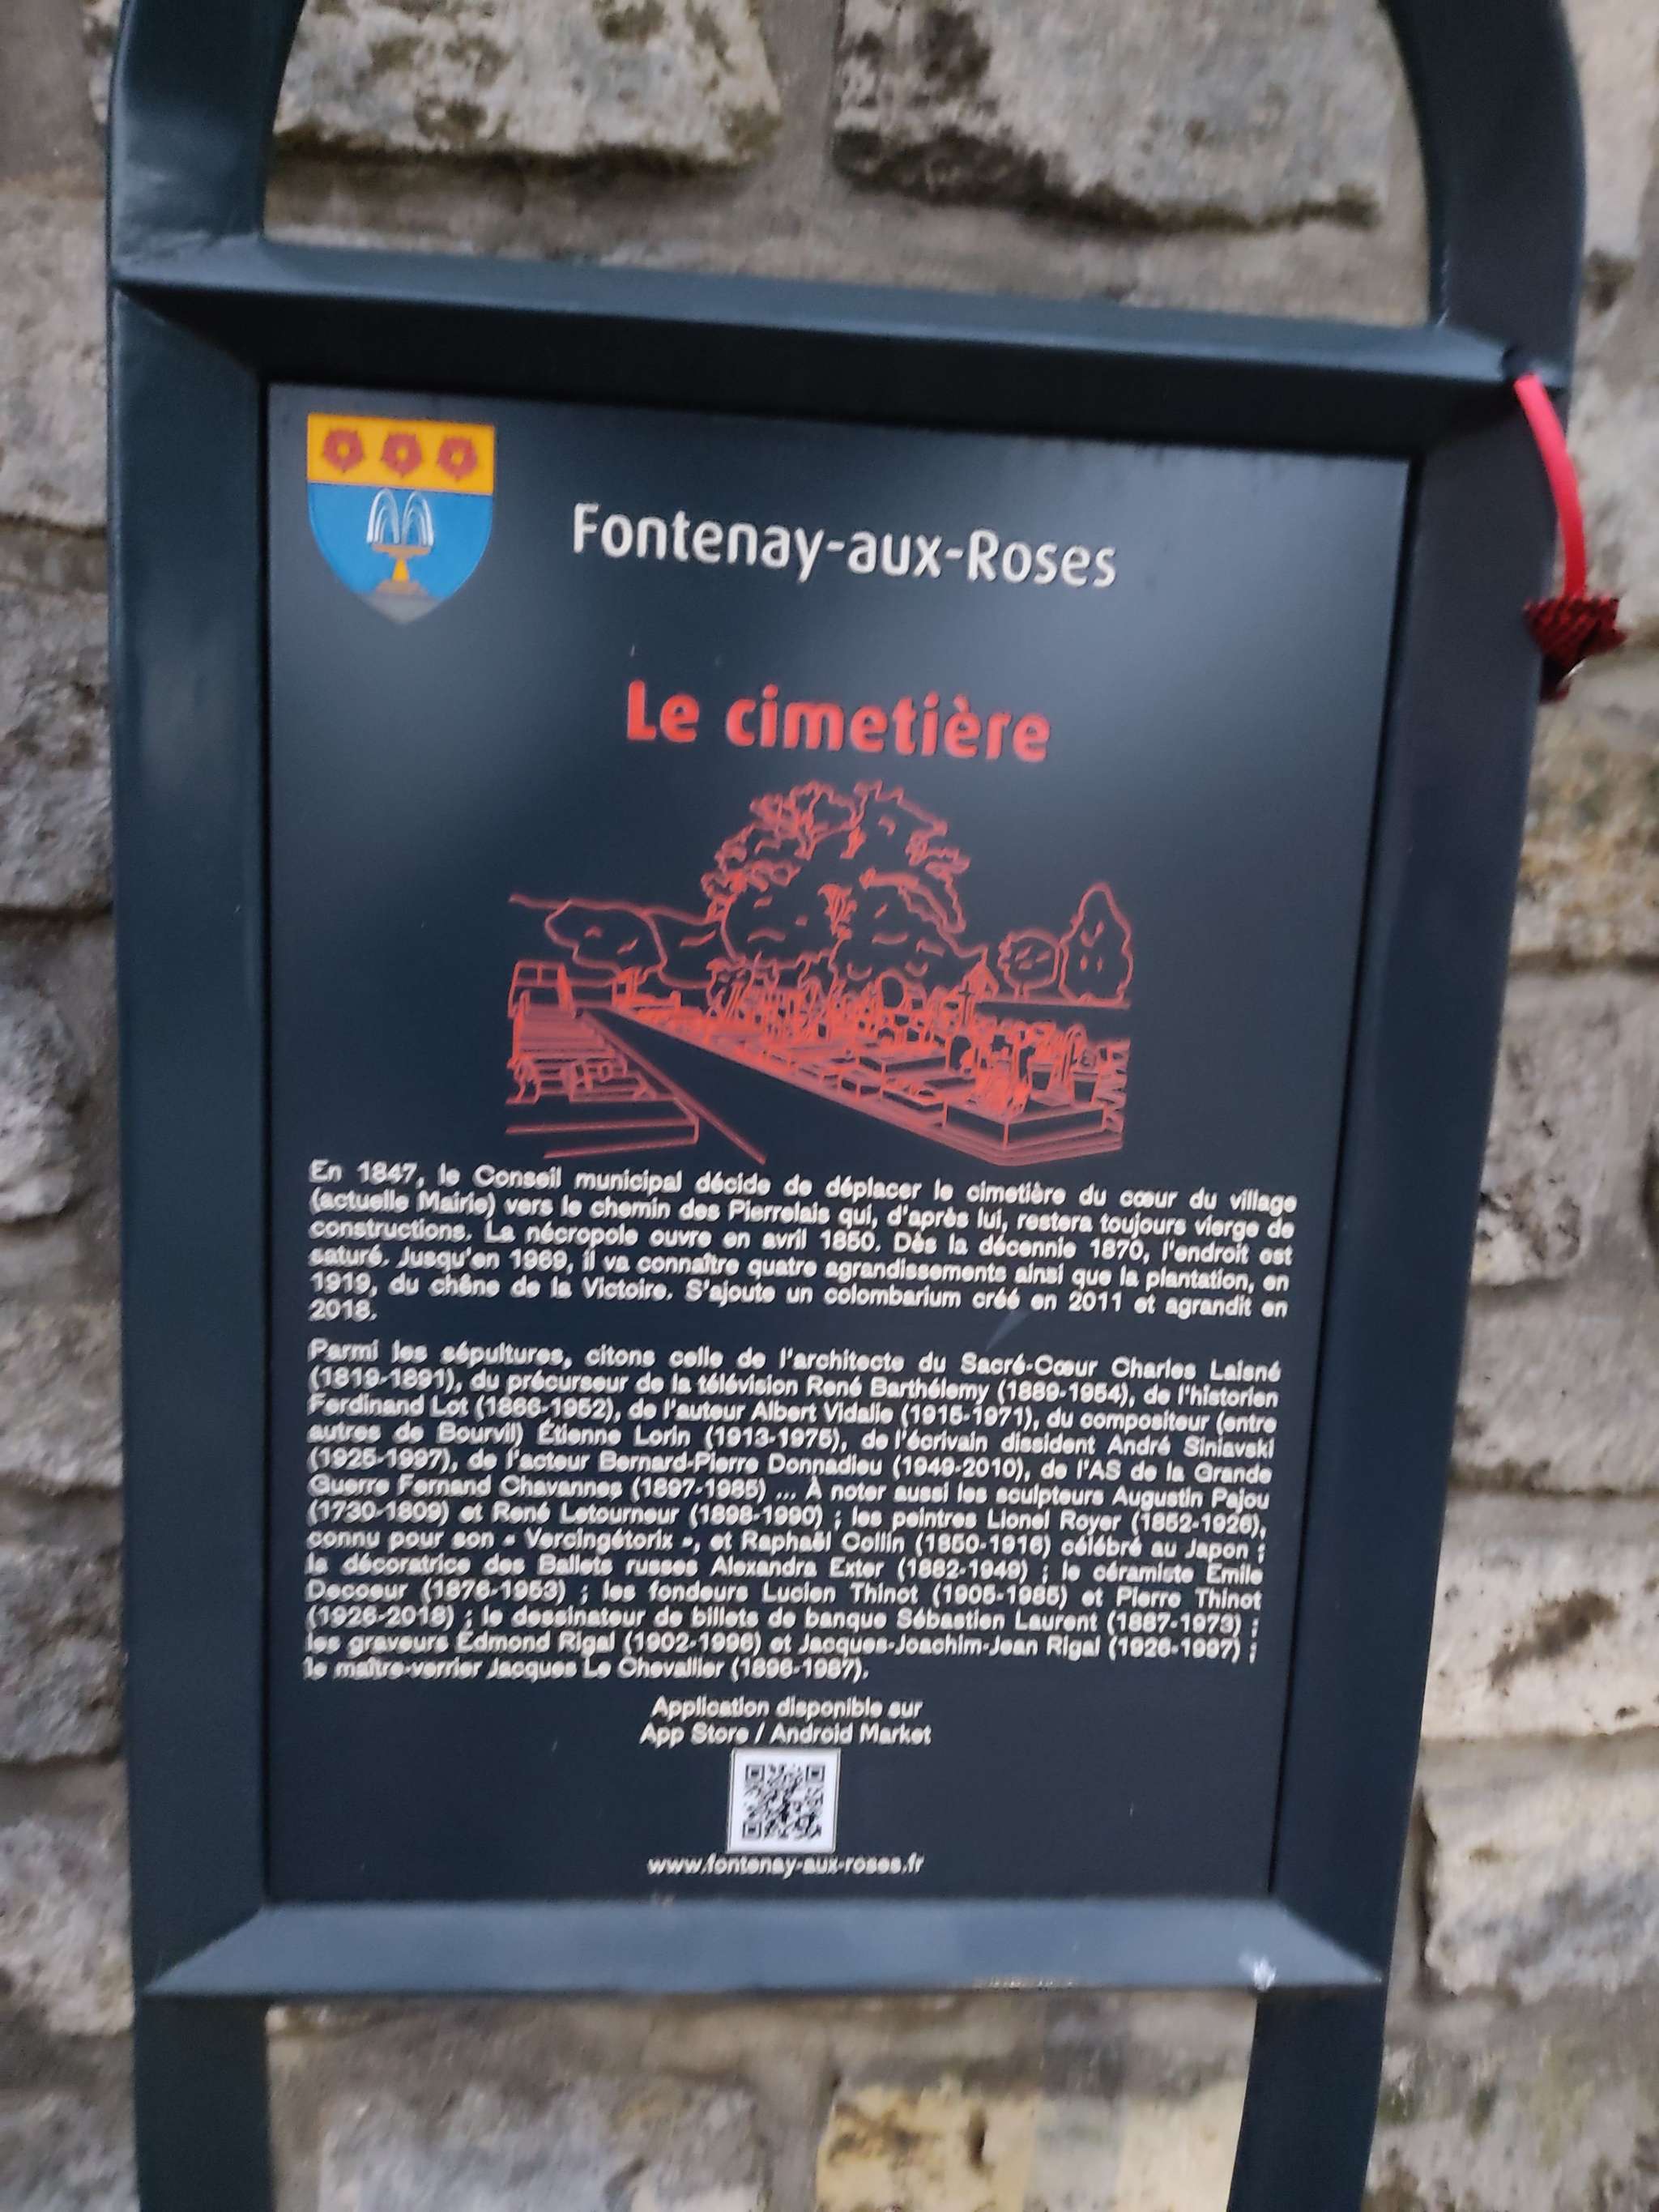 Fontenay-aux-Roses
Le cimetière
En 1847, le Conseil municipal décide de déplacer le cimetière du cœur du village
(actuelle Mairie) vers le chemin des Pierrelais qui, d'après lui, restera toujours vierge de
constructions. La nécropole ouvre en avril 1850. Dès la décennie 1870, l'endroit est
saturé. Jusqu'en 1969, il va connaître quatre agrandissements ainsi que la plantation, en
1919, du chêne de la Victoire. S'ajoute un colombarium créé en 2011 et agrandit en
2018.
Parmi les sépultures, citons celle de l'architecte du Sacré-Cœur Charles Laisné
(1819-1891), du précurseur de la télévision René Barthélemy (1889-1954), de l'historien
Ferdinand Lot (1866-1952), de l'auteur Albert Vidalie (1915-1971), du compositeur (entre
autres de Bourvil) Étienne Lorin (1913-1975), de l'écrivain dissident André Siniavski
(1925-1997), de l'acteur Bernard-Pierre Donnadieu (1949-2010), de l'AS de la Grande
Guerre Fernand Chavannes (1897-1985) ... À noter aussi les sculpteurs Augustin Pajou
(1730-1809) et René Letourneur (1898-1990) ; les peintres Lionel Royer (1852-1926),
connu pour son « Vercingétorix », et Raphaël Collin (1850-1916) célébré au Japon ;
la décoratrice des Ballets russes Alexandra Exter (1882-1949) ; le céramiste Émile
Decoeur (1876-1953) ; les fondeurs Lucien Thinot (1905-1985) et Pierre Thinot
(1926-2018) ; le dessinateur de billets de banque Sébastien Laurent (1887-1973) ;
les graveurs Edmond Rigal (1902-1996) et Jacques-Joachim-Jean Rigal (1926-1997) ;
le maître-verrier Jacques Le Chevallier (1896-1987).
Application disponible sur
App Store / Android Market
www.fontenay-aux-roses.fr